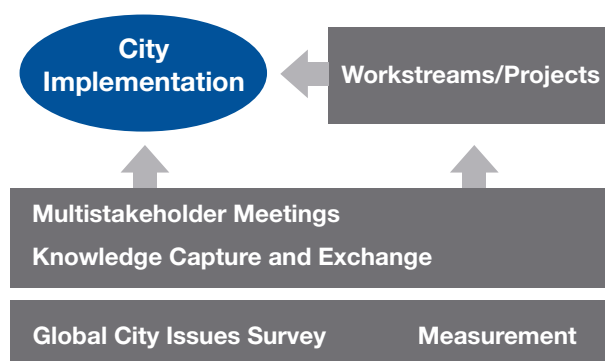 City
Implementation
Workstreams/Projects
Multistakeholder Meetings
Knowledge Capture and Exchange
Global City Issues Survey Measurement